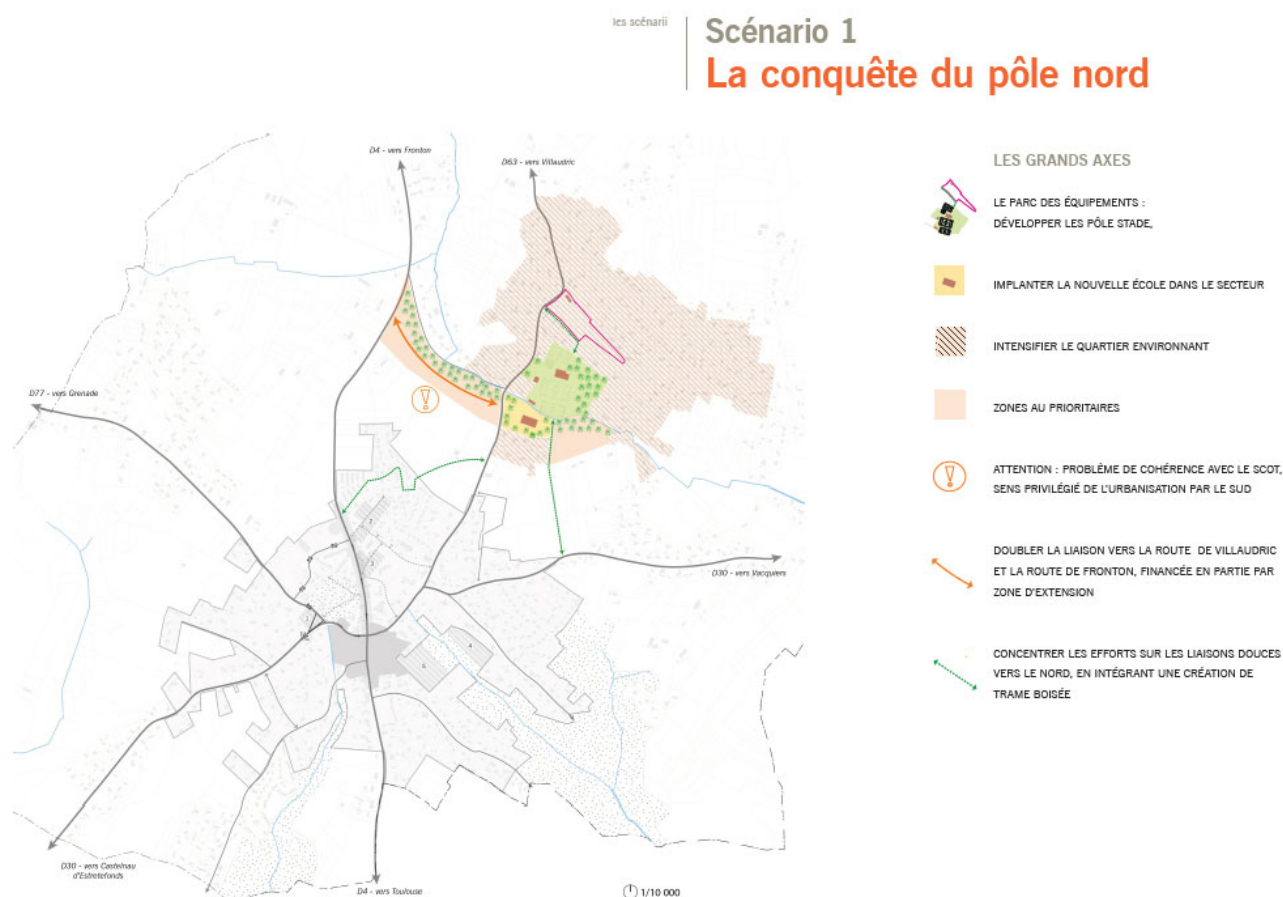 les scénarii
Scénario 1
La conquête du pôle nord
D4 - vers Fronton
D63 - vers Villaudric
D77 - vers Grenade
D30 - vers Vacquiers
D30 - vers Castelnau
d'Estretefonds
D4 - vers Toulouse
1/10 000
LES GRANDS AXES
LE PARC DES ÉQUIPEMENTS :
DÉVELOPPER LES PÔLE STADE,
IMPLANTER LA NOUVELLE ÉCOLE DANS LE SECTEUR
INTENSIFIER LE QUARTIER ENVIRONNANT
ZONES AU PRIORITAIRES
ATTENTION : PROBLÈME DE COHÉRENCE AVEC LE SCOT,
SENS PRIVILÉGIÉ DE L'URBANISATION PAR LE SUD
DOUBLER LA LIAISON VERS LA ROUTE DE VILLAUDRIC
ET LA ROUTE DE FRONTON, FINANCÉE EN PARTIE PAR
ZONE D'EXTENSION
CONCENTRER LES EFFORTS SUR LES LIAISONS DOUCES
VERS LE NORD, EN INTÉGRANT UNE CRÉATION DE
TRAME BOISÉE